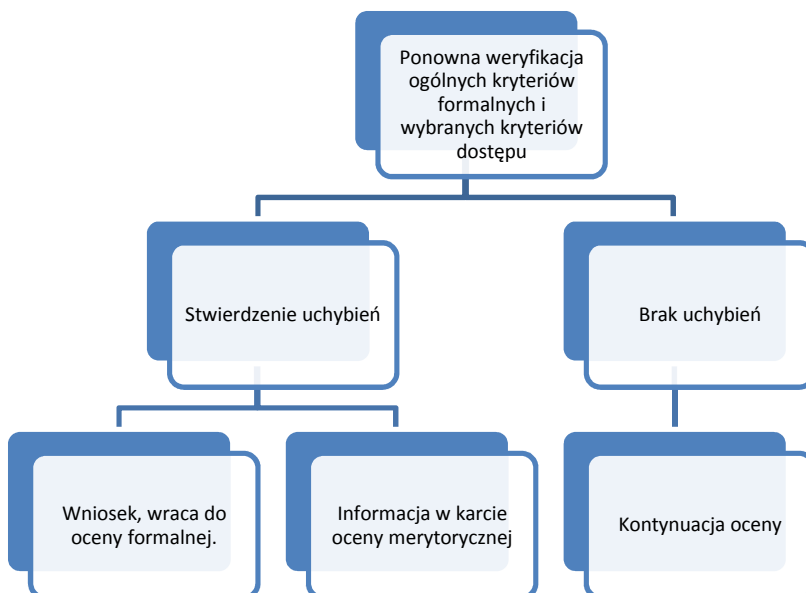 Ponowna weryfikacja
ogólnych kryteriów
formalnych i
wybranych kryteriów
dostępu
Stwierdzenie uchybień
Brak uchybień
Wniosek, wraca do
oceny formalnej.
Informacja w karcie
oceny merytorycznej
Kontynuacja oceny